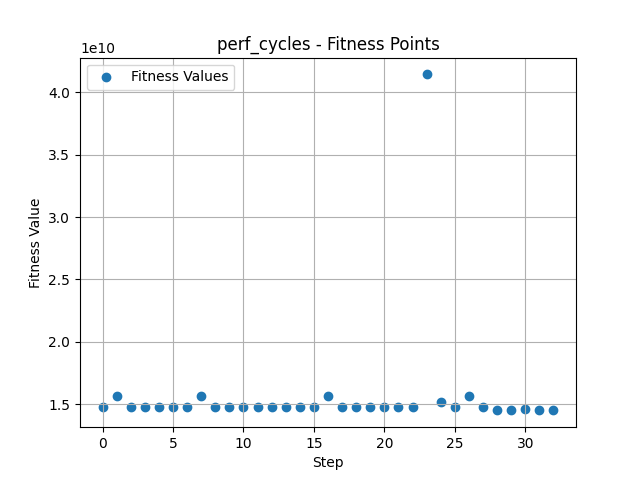 perf_cycles - Fitness Points
1e10
Fitness Values
4.0
3.5
3.0
2.5
2.0
1.5
Fitness Value
0 5 10 15 20 25 30
Step